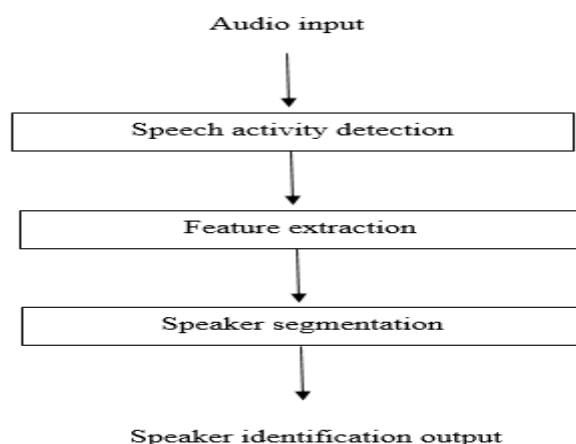 Audio input
Speech activity detection
Feature extraction
Speaker segmentation
Speaker identification output